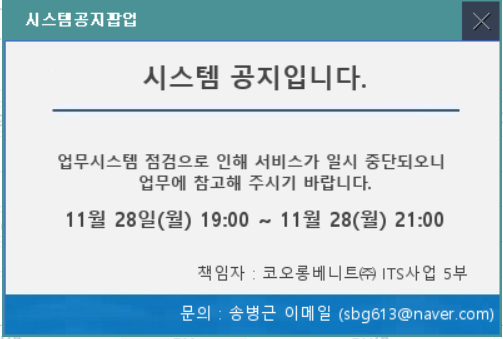 시스템공지팝업
시스템 공지입니다.
업무시스템 점검으로 인해 서비스가 일시 중단되오니
업무에 참고해 주시기 바랍니다.
11월 28일(월) 19:00 ~ 11월 28(월) 21:00
책임자 : 코오롱베니트㈜ ITS사업 5부
문의 : 송병근 이메일 (sbg613@naver.com)